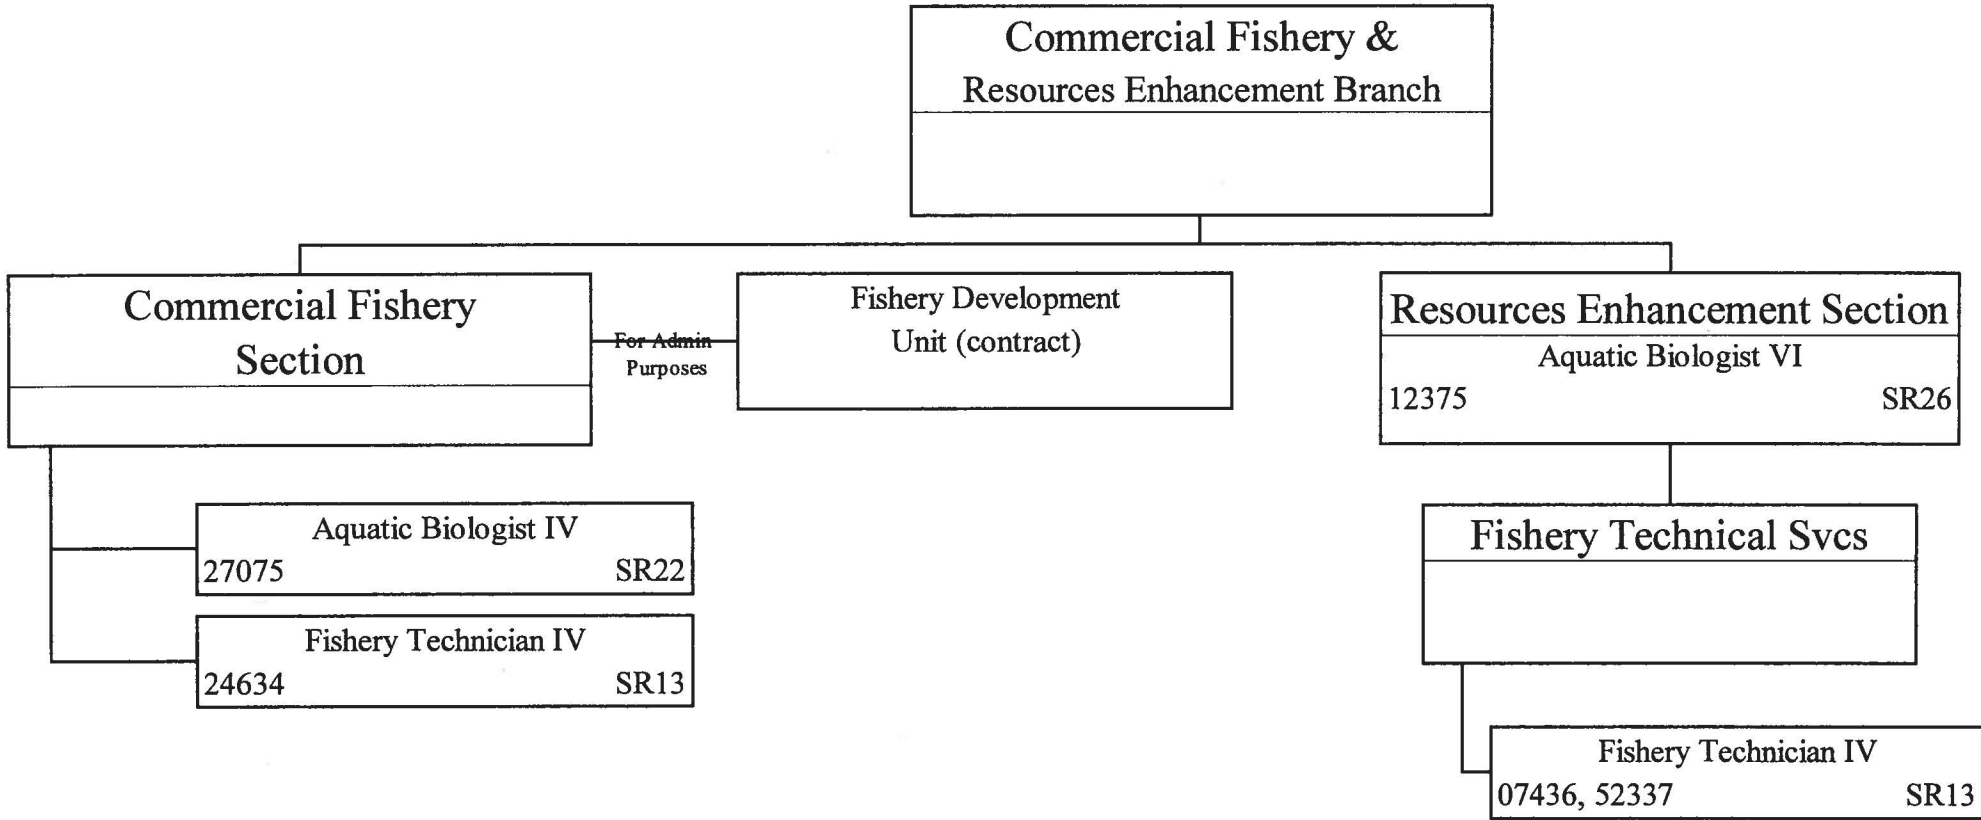 Commercial Fishery &
Resources Enhancement Branch
Commercial Fishery
Section
For Admin
Purposes
Fishery Development
Unit (contract)
Resources Enhancement Section
Aquatic Biologist VI
12375 SR26
Aquatic Biologist IV
27075 SR22
Fishery Technician IV
24634 SR13
Fishery Technical Svcs
Fishery Technician IV
07436, 52337 SR13